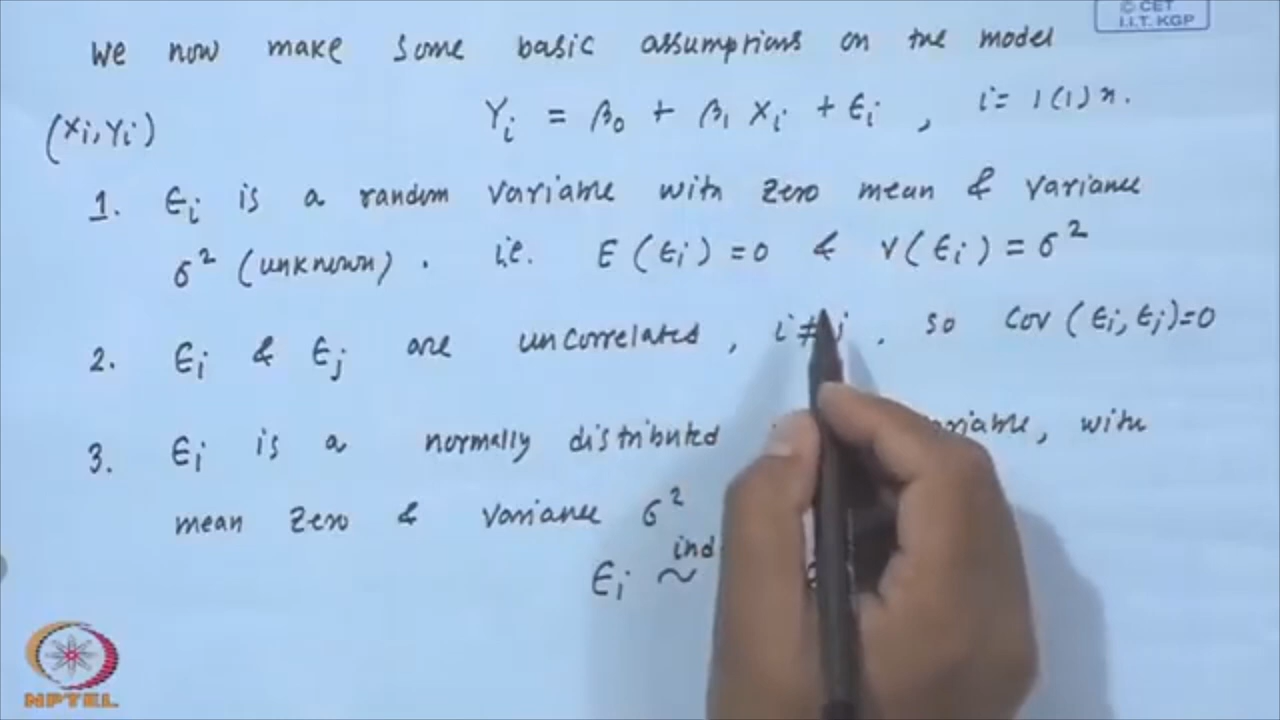 © CET
I.I.T. KGP
We now make some basic assumptions on the model
(Xi, Yi) Yi = β0 + β1 Xi + ϵi , i = 1(1)n.
1. ϵi is a random variable with zero mean & variance
σ² (unknown) . i.e. E(ϵi) = 0 & V(ϵi) = σ²
2. ϵi & ϵj are uncorrelated , i ≠ j . so Cov(ϵi, ϵj)=0
3. ϵi is a normally distributed , with
mean zero & variance σ²
ϵi ~ ind
NPTEL